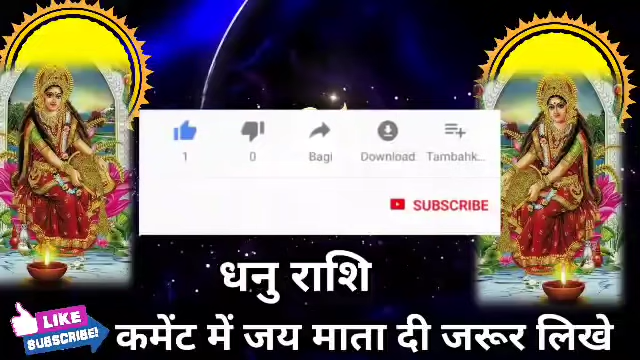 1 0 Bagi Download Tambahk...
SUBSCRIBE
धनु राशि
LIKE
SUBSCRIBE!
कमेंट में जय माता दी जरूर लिखे